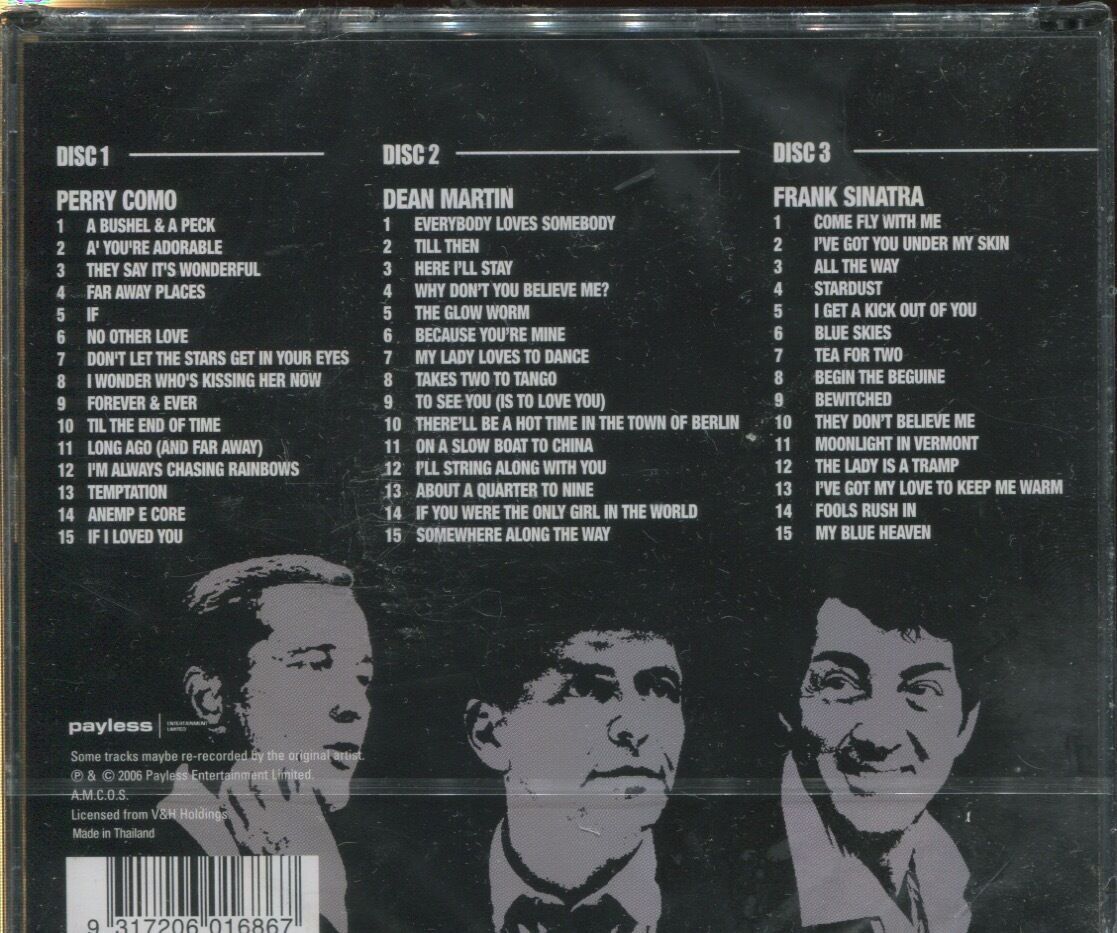 DISC 1
PERRY COMO
1 A BUSHEL & A PECK
2 A' YOU'RE ADORABLE
3 THEY SAY IT'S WONDERFUL
4 FAR AWAY PLACES
5 IF
6 NO OTHER LOVE
7 DON'T LET THE STARS GET IN YOUR EYES
8 I WONDER WHO'S KISSING HER NOW
9 FOREVER & EVER
10 TIL THE END OF TIME
11 LONG AGO (AND FAR AWAY)
12 I'M ALWAYS CHASING RAINBOWS
13 TEMPTATION
14 ANEMP E CORE
15 IF I LOVED YOU
DISC 2
DEAN MARTIN
1 EVERYBODY LOVES SOMEBODY
2 TILL THEN
3 HERE I'LL STAY
4 WHY DON'T YOU BELIEVE ME?
5 THE GLOW WORM
6 BECAUSE YOU'RE MINE
7 MY LADY LOVES TO DANCE
8 TAKES TWO TO TANGO
9 TO SEE YOU (IS TO LOVE YOU)
10 THERE'LL BE A HOT TIME IN THE TOWN OF BERLIN
11 ON A SLOW BOAT TO CHINA
12 I'LL STRING ALONG WITH YOU
13 ABOUT A QUARTER TO NINE
14 IF YOU WERE THE ONLY GIRL IN THE WORLD
15 SOMEWHERE ALONG THE WAY
DISC 3
FRANK SINATRA
1 COME FLY WITH ME
2 I'VE GOT YOU UNDER MY SKIN
3 ALL THE WAY
4 STARDUST
5 I GET A KICK OUT OF YOU
6 BLUE SKIES
7 TEA FOR TWO
8 BEGIN THE BEGUINE
9 BEWITCHED
10 THEY DON'T BELIEVE ME
11 MOONLIGHT IN VERMONT
12 THE LADY IS A TRAMP
13 I'VE GOT MY LOVE TO KEEP ME WARM
14 FOOLS RUSH IN
15 MY BLUE HEAVEN
payless ENTERTAINMENT
LIMITED
Some tracks maybe re-recorded by the original artist.
℗ & © 2006 Payless Entertainment Limited.
A.M.C.O.S.
Licensed from V&H Holdings.
Made in Thailand
9 317206 016867